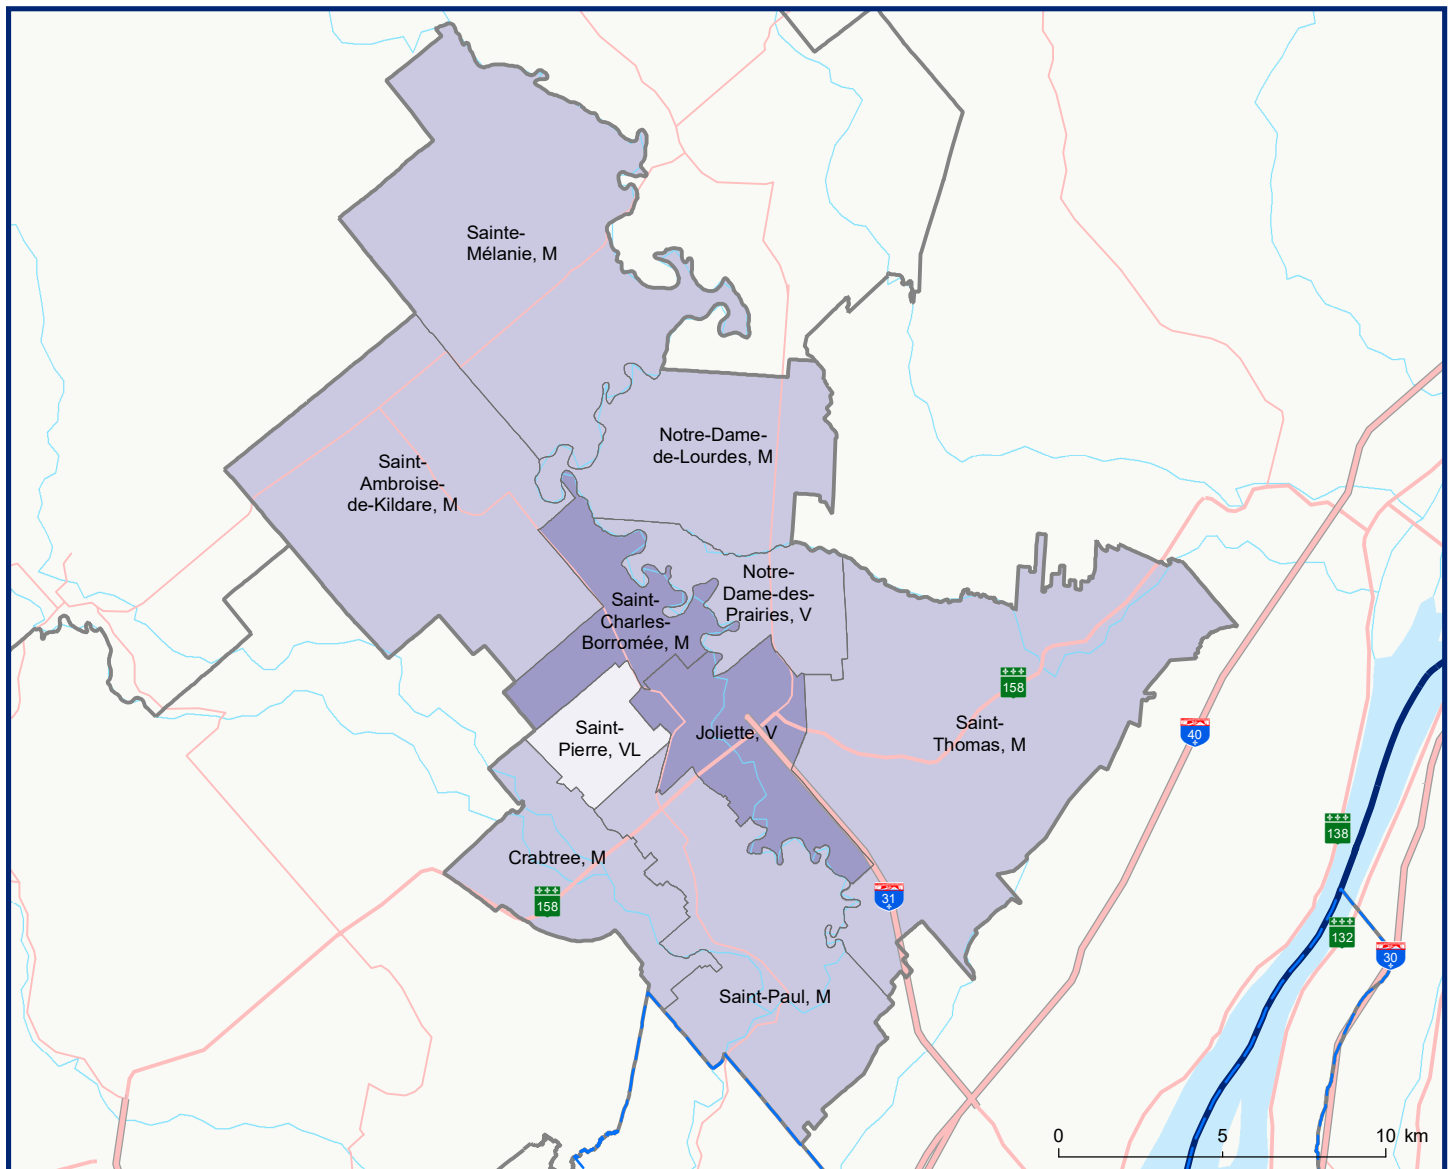 Sainte-
Mélanie, M
Notre-Dame-
de-Lourdes, M
Saint-
Ambroise-
de-Kildare, M
Notre-
Dame-des-
Prairies, V
Saint-
Charles-
Borromée, M
158
Saint-
Pierre, VL
Joliette, V
Saint-
Thomas, M
40
138
Crabtree, M
158
31
132
30
Saint-Paul, M
0 5 10 km